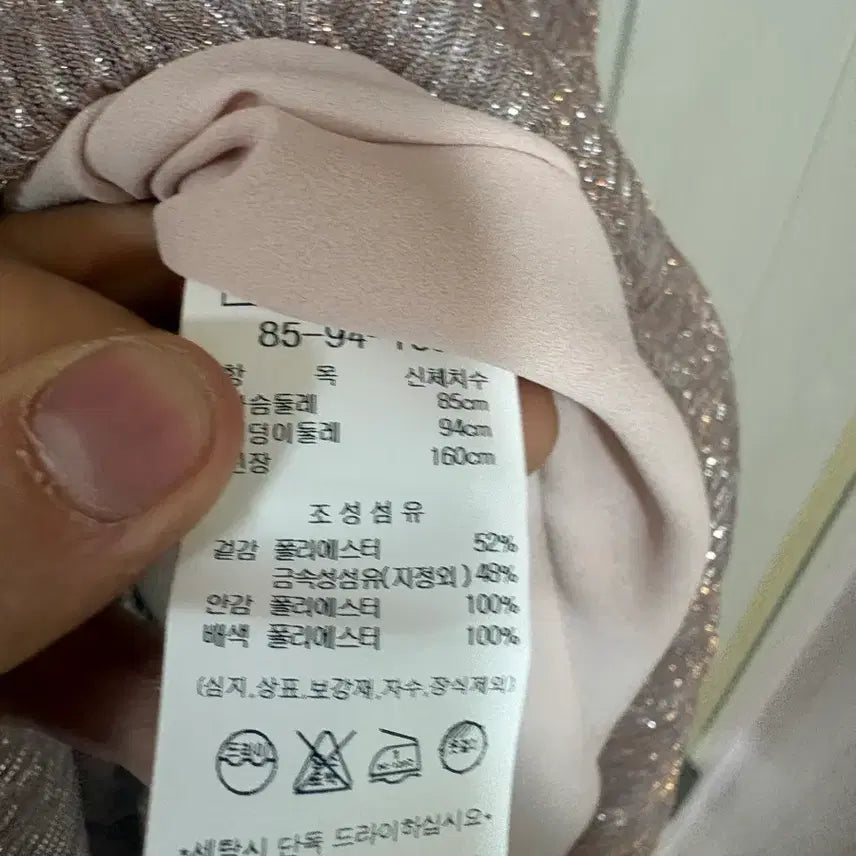 85-94-
항 목 신체치수
가슴둘레 85cm
엉덩이둘레 94cm
신장 160cm
조성섬유
겉감 폴리에스터 52%
금속성섬유(지정외) 48%
안감 폴리에스터 100%
배색 폴리에스터 100%
(심지,상표,보강재,자수,장식제외)
드라이
*세탁시 단독 드라이하십시요*